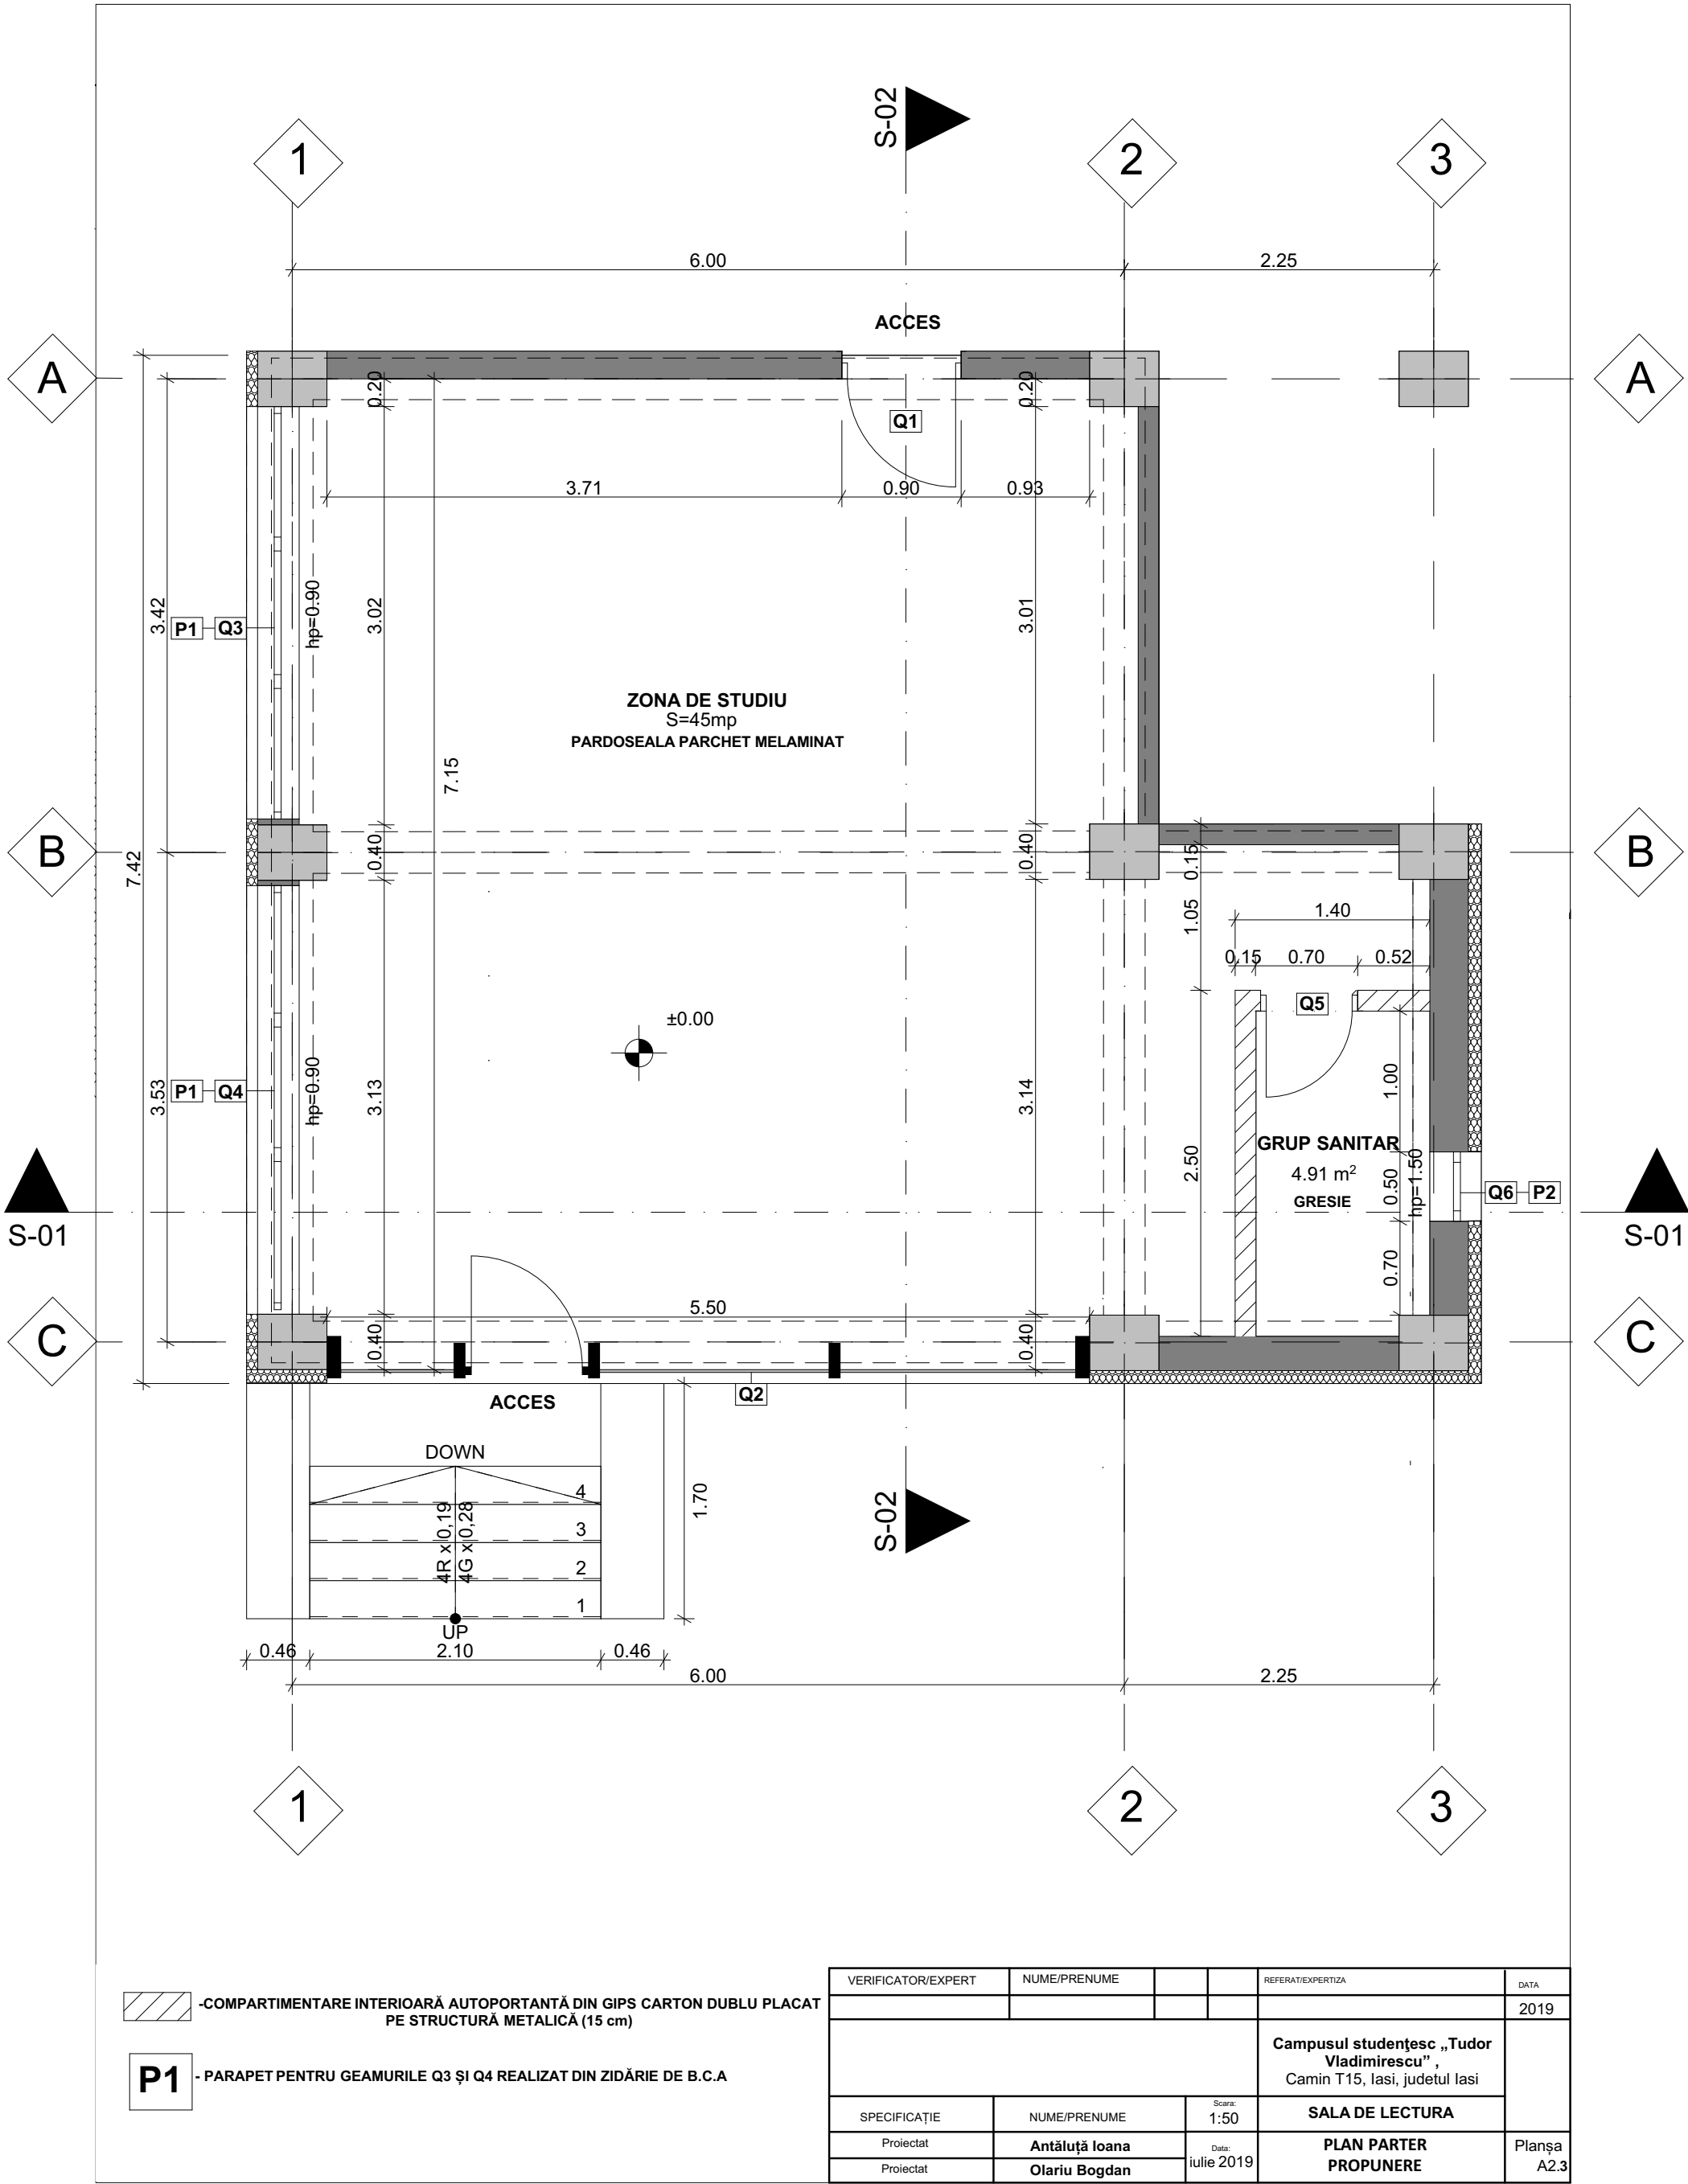 S-02
1
2
3
6.00
2.25
ACCES
A
A
0.20
0.20
Q1
3.71
0.90
0.93
3.42
P1
Q3
hp=0.90
3.02
3.01
ZONA DE STUDIU
S=45mp
PARDOSEALA PARCHET MELAMINAT
7.15
B
B
7.42
0.40
0.40
0.15
1.05
1.40
0.15
0.70
0.52
Q5
±0.00
3.53
P1
Q4
hp=0.90
3.13
3.14
2.50
1.00
GRUP SANITAR
4.91 m²
GRESIE
0.50
hp=1.50
Q6
P2
S-01
S-01
0.70
5.50
C
C
0.40
0.40
Q2
ACCES
DOWN
4
3
2
1
4R x 0,19
4G x 0,28
1.70
S-02
UP
0.46
2.10
0.46
6.00
2.25
1
2
3
-COMPARTIMENTARE INTERIOARĂ AUTOPORTANTĂ DIN GIPS CARTON DUBLU PLACAT
PE STRUCTURĂ METALICĂ (15 cm)
P1 - PARAPET PENTRU GEAMURILE Q3 ȘI Q4 REALIZAT DIN ZIDĂRIE DE B.C.A
VERIFICATOR/EXPERT NUME/PRENUME REFERAT/EXPERTIZA DATA
2019
Campusul studenţesc „Tudor
Vladimirescu” ,
Camin T15, Iasi, judetul Iasi
SPECIFICAȚIE NUME/PRENUME Scara: 1:50 SALA DE LECTURA
Proiectat Antăluță Ioana Data: iulie 2019 PLAN PARTER Planșa
Proiectat Olariu Bogdan PROPUNERE A2.3